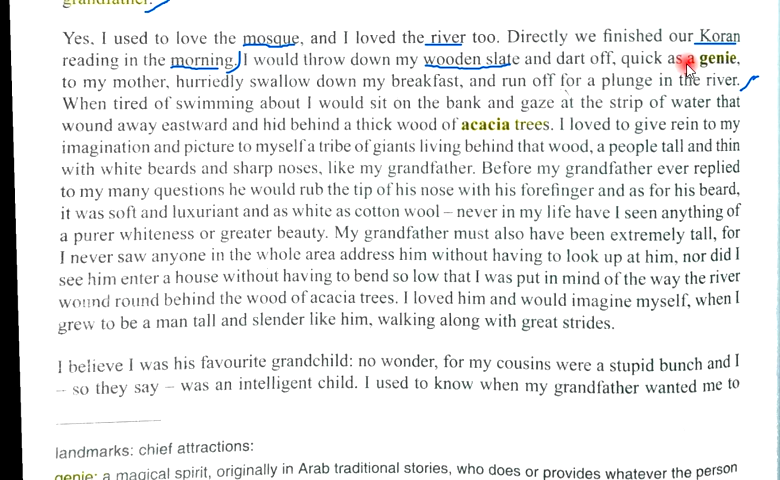 grandfather.
Yes, I used to love the mosque, and I loved the river too. Directly we finished our Koran
reading in the morning, I would throw down my wooden slate and dart off, quick as a genie,
to my mother, hurriedly swallow down my breakfast, and run off for a plunge in the river.
When tired of swimming about I would sit on the bank and gaze at the strip of water that
wound away eastward and hid behind a thick wood of acacia trees. I loved to give rein to my
imagination and picture to myself a tribe of giants living behind that wood, a people tall and thin
with white beards and sharp noses, like my grandfather. Before my grandfather ever replied
to my many questions he would rub the tip of his nose with his forefinger and as for his beard,
it was soft and luxuriant and as white as cotton wool – never in my life have I seen anything of
a purer whiteness or greater beauty. My grandfather must also have been extremely tall, for
I never saw anyone in the whole area address him without having to look up at him, nor did I
see him enter a house without having to bend so low that I was put in mind of the way the river
wound round behind the wood of acacia trees. I loved him and would imagine myself, when I
grew to be a man tall and slender like him, walking along with great strides.
I believe I was his favourite grandchild: no wonder, for my cousins were a stupid bunch and I
– so they say – was an intelligent child. I used to know when my grandfather wanted me to
landmarks: chief attractions:
genie: a magical spirit, originally in Arab traditional stories, who does or provides whatever the person